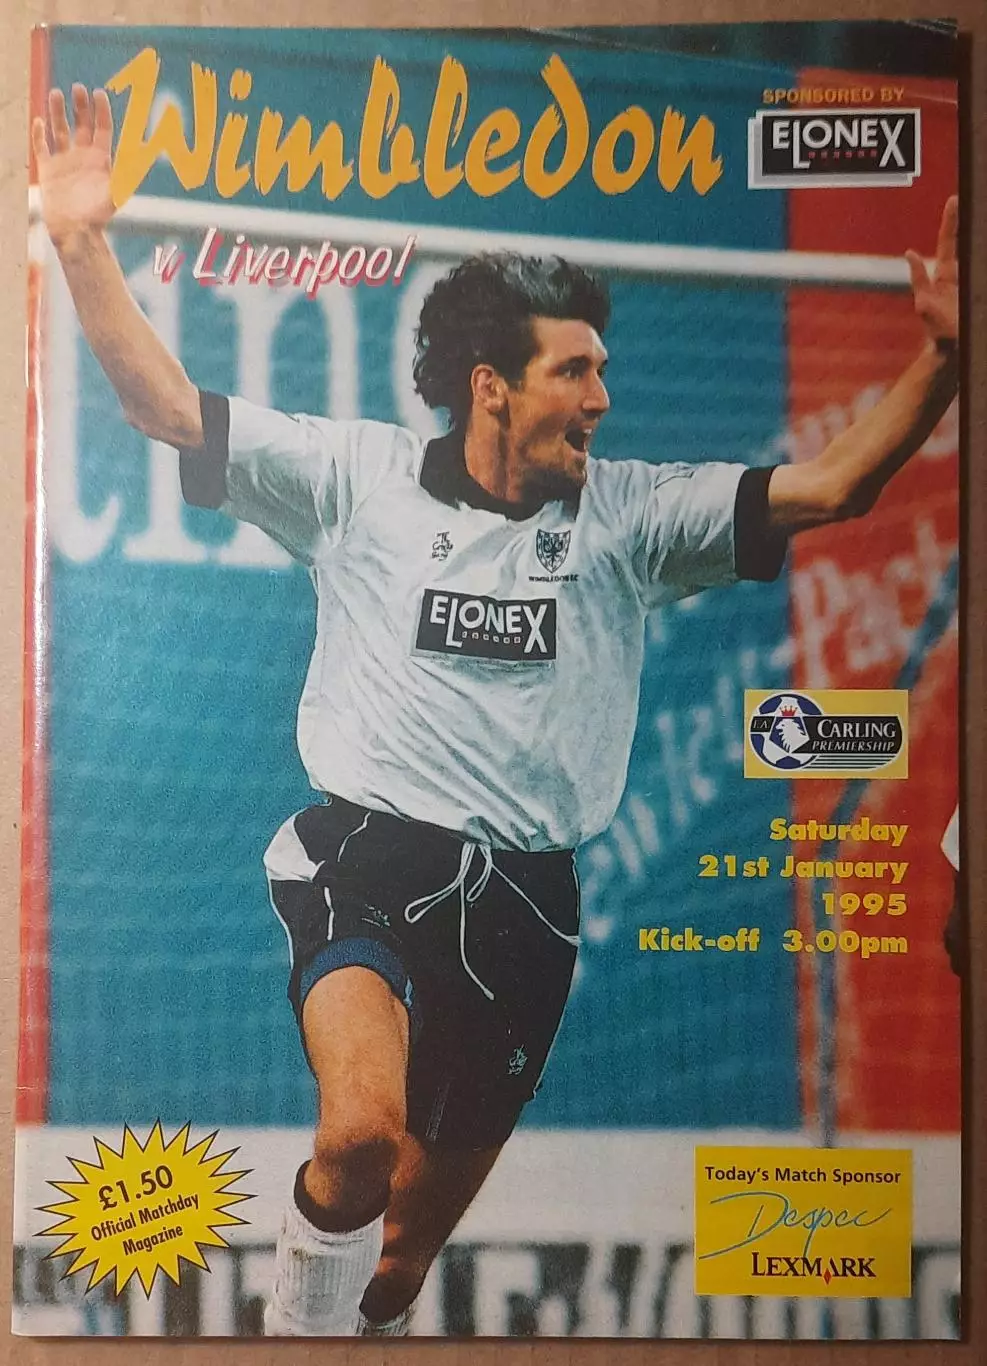 Wimbledon
SPONSORED BY
ELONEX
v Liverpool
WIMBLEDON F.C
ELONEX
F.A.
CARLING
PREMIERSHIP
Saturday
21st January
1995
Kick-off 3.00pm
£1.50
Official Matchday
Magazine
Today's Match Sponsor
Despec
LEXMARK